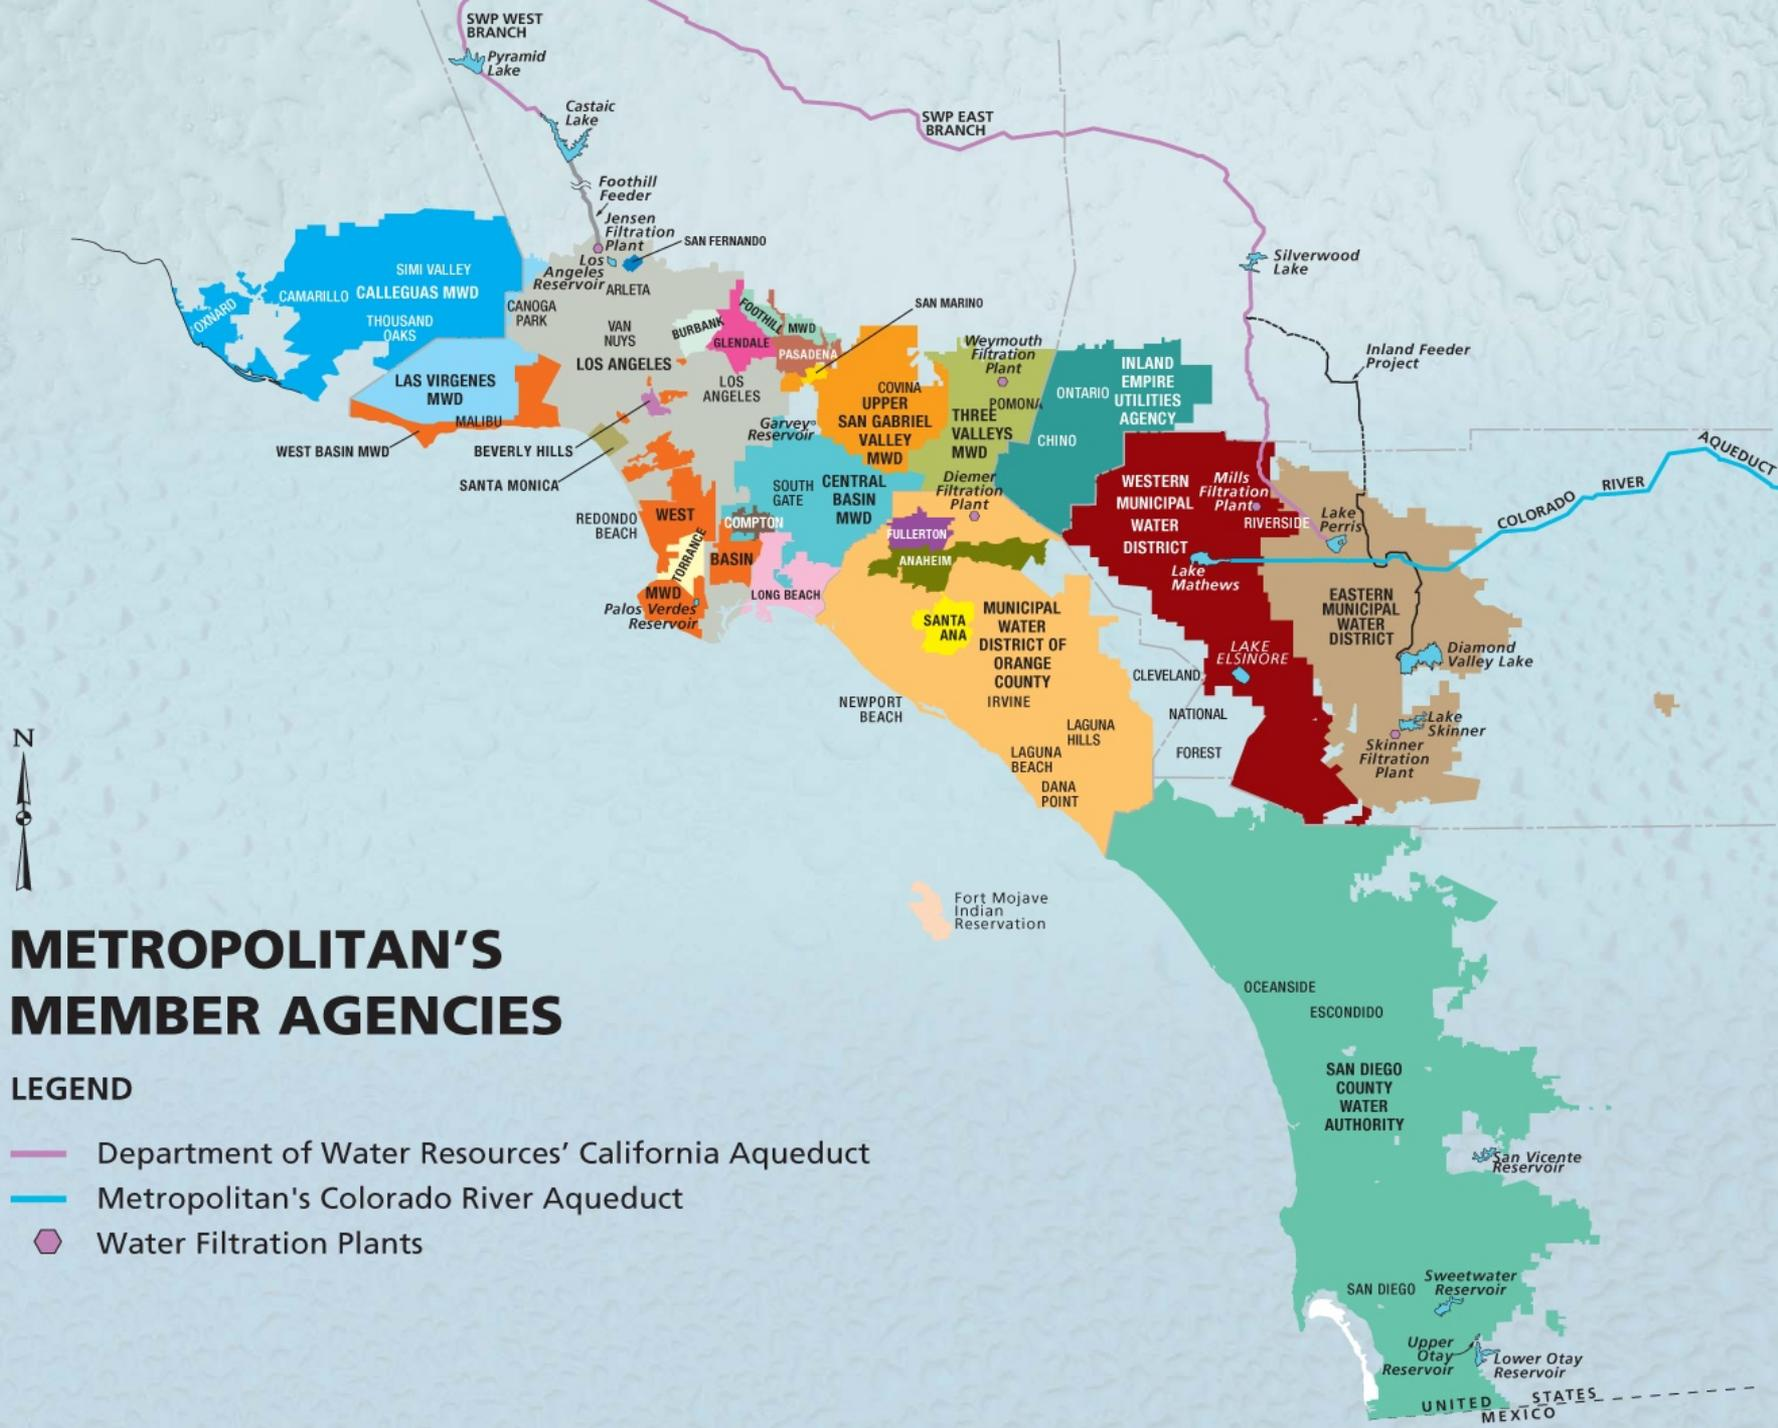 SWP WEST
BRANCH
Pyramid
Lake
Castaic
Lake
SWP EAST
BRANCH
Foothill
Feeder
Jensen
Filtration
Plant
SAN FERNANDO
Los
Angeles
Reservoir
ARLETA
Silverwood
Lake
SIMI VALLEY
CAMARILLO
CALLEGUAS MWD
OXNARD
THOUSAND
OAKS
CANOGA
PARK
VAN
NUYS
BURBANK
FOOTHILL
MWD
GLENDALE
PASADENA
SAN MARINO
Weymouth
Filtration
Plant
Inland Feeder
Project
LOS ANGELES
LOS
ANGELES
LAS VIRGENES
MWD
MALIBU
WEST BASIN MWD
BEVERLY HILLS
SANTA MONICA
Garvey
Reservoir
COVINA
UPPER
SAN GABRIEL
VALLEY
MWD
POMONA
THREE
VALLEYS
MWD
ONTARIO
INLAND
EMPIRE
UTILITIES
AGENCY
CHINO
AQUEDUCT
RIVER
COLORADO
Diemer
Filtration
Plant
WESTERN
MUNICIPAL
WATER
DISTRICT
Mills
Filtration
Plant
RIVERSIDE
Lake
Perris
SOUTH
GATE
CENTRAL
BASIN
MWD
REDONDO
BEACH
WEST
COMPTON
FULLERTON
TORRANCE
BASIN
ANAHEIM
MWD
LONG BEACH
Palos Verdes
Reservoir
Lake
Mathews
EASTERN
MUNICIPAL
WATER
DISTRICT
SANTA
ANA
MUNICIPAL
WATER
DISTRICT OF
ORANGE
COUNTY
IRVINE
LAKE
ELSINORE
Diamond
Valley Lake
CLEVELAND
NATIONAL
FOREST
NEWPORT
BEACH
LAGUNA
HILLS
LAGUNA
BEACH
DANA
POINT
Lake
Skinner
Skinner
Filtration
Plant
N
Fort Mojave
Indian
Reservation
METROPOLITAN’S
MEMBER AGENCIES
OCEANSIDE
ESCONDIDO
SAN DIEGO
COUNTY
WATER
AUTHORITY
San Vicente
Reservoir
SAN DIEGO
Sweetwater
Reservoir
Upper
Otay
Reservoir
Lower Otay
Reservoir
UNITED STATES
MEXICO
LEGEND
Department of Water Resources’ California Aqueduct
Metropolitan's Colorado River Aqueduct
Water Filtration Plants